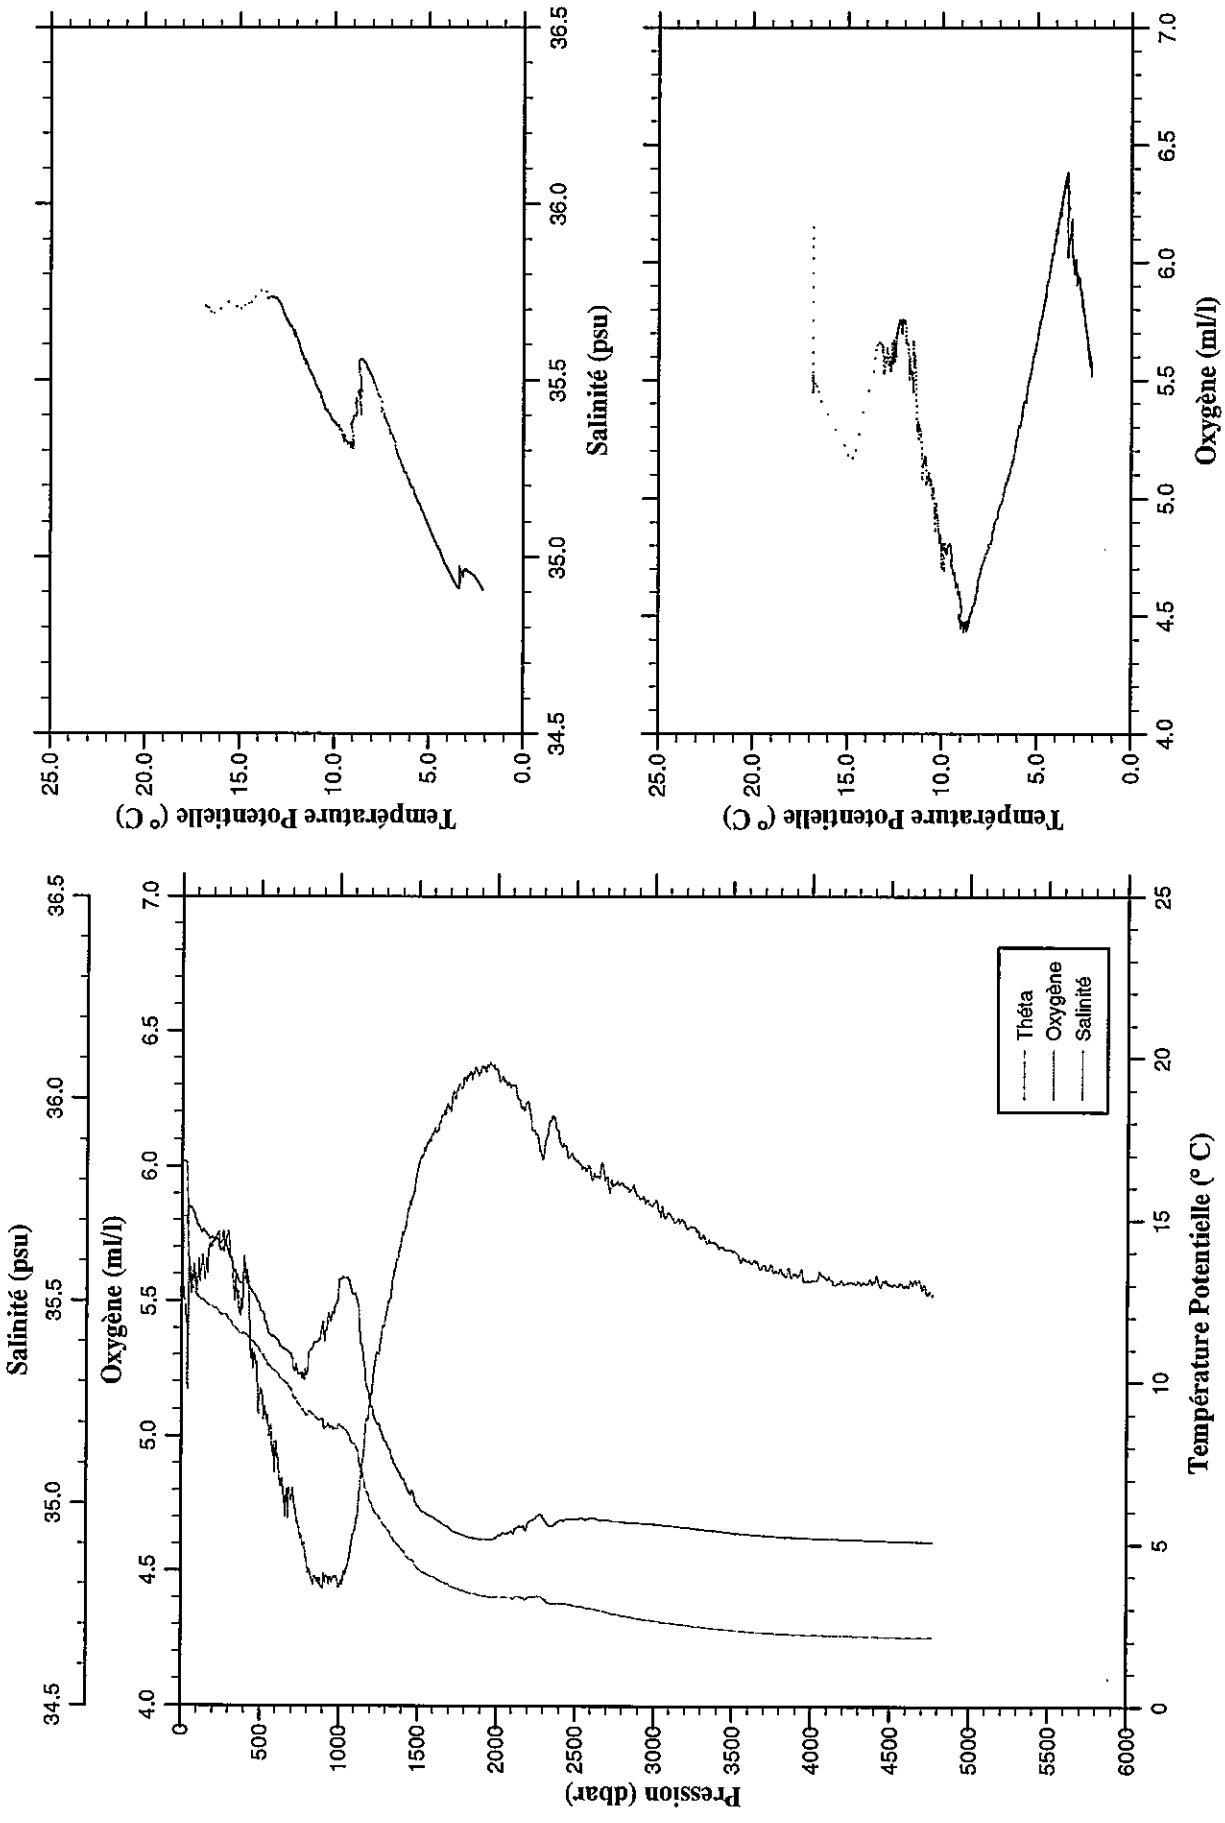 Salinité (psu)
34.5 35.0 35.5 36.0 36.5
Oxygène (ml/l)
4.0 4.5 5.0 5.5 6.0 6.5 7.0
Pression (dbar)
0
500
1000
1500
2000
2500
3000
3500
4000
4500
5000
5500
6000
Théta
Oxygène
Salinité
0 5 10 15 20 25
Température Potentielle (° C)
Température Potentielle (° C)
25.0
20.0
15.0
10.0
5.0
0.0
34.5 35.0 35.5 36.0 36.5
Salinité (psu)
Température Potentielle (° C)
25.0
20.0
15.0
10.0
5.0
0.0
4.0 4.5 5.0 5.5 6.0 6.5 7.0
Oxygène (ml/l)